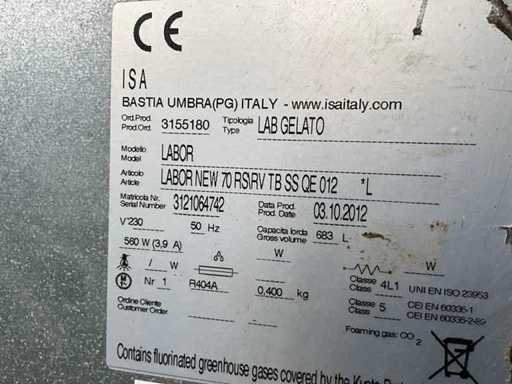 CE
ISA
BASTIA UMBRA(PG) ITALY - www.isaitaly.com
Ord.Prod. Prod.Ord. 3155180 Tipologia Type LAB GELATO
Modello Model LABOR
Articolo Article LABOR NEW 70 RS\RV TB SS QE 012 *L
Matricola Nr. Serial Number 3121064742 Data Prod. Prod. Date 03.10.2012
V~230 50 Hz Capacita lorda Gross volume 683 L
560 W (3,9 A) W
/ W W Classe Class 4L1 UNI EN ISO 23953
Nr 1 R404A 0,400 kg Classe Class 5 CEI EN 60335-1
CEI EN 60335-2-89
Ordine Cliente
Customer Order
Foaming gas: CO2
Contains fluorinated greenhouse gases covered by the Kyoto